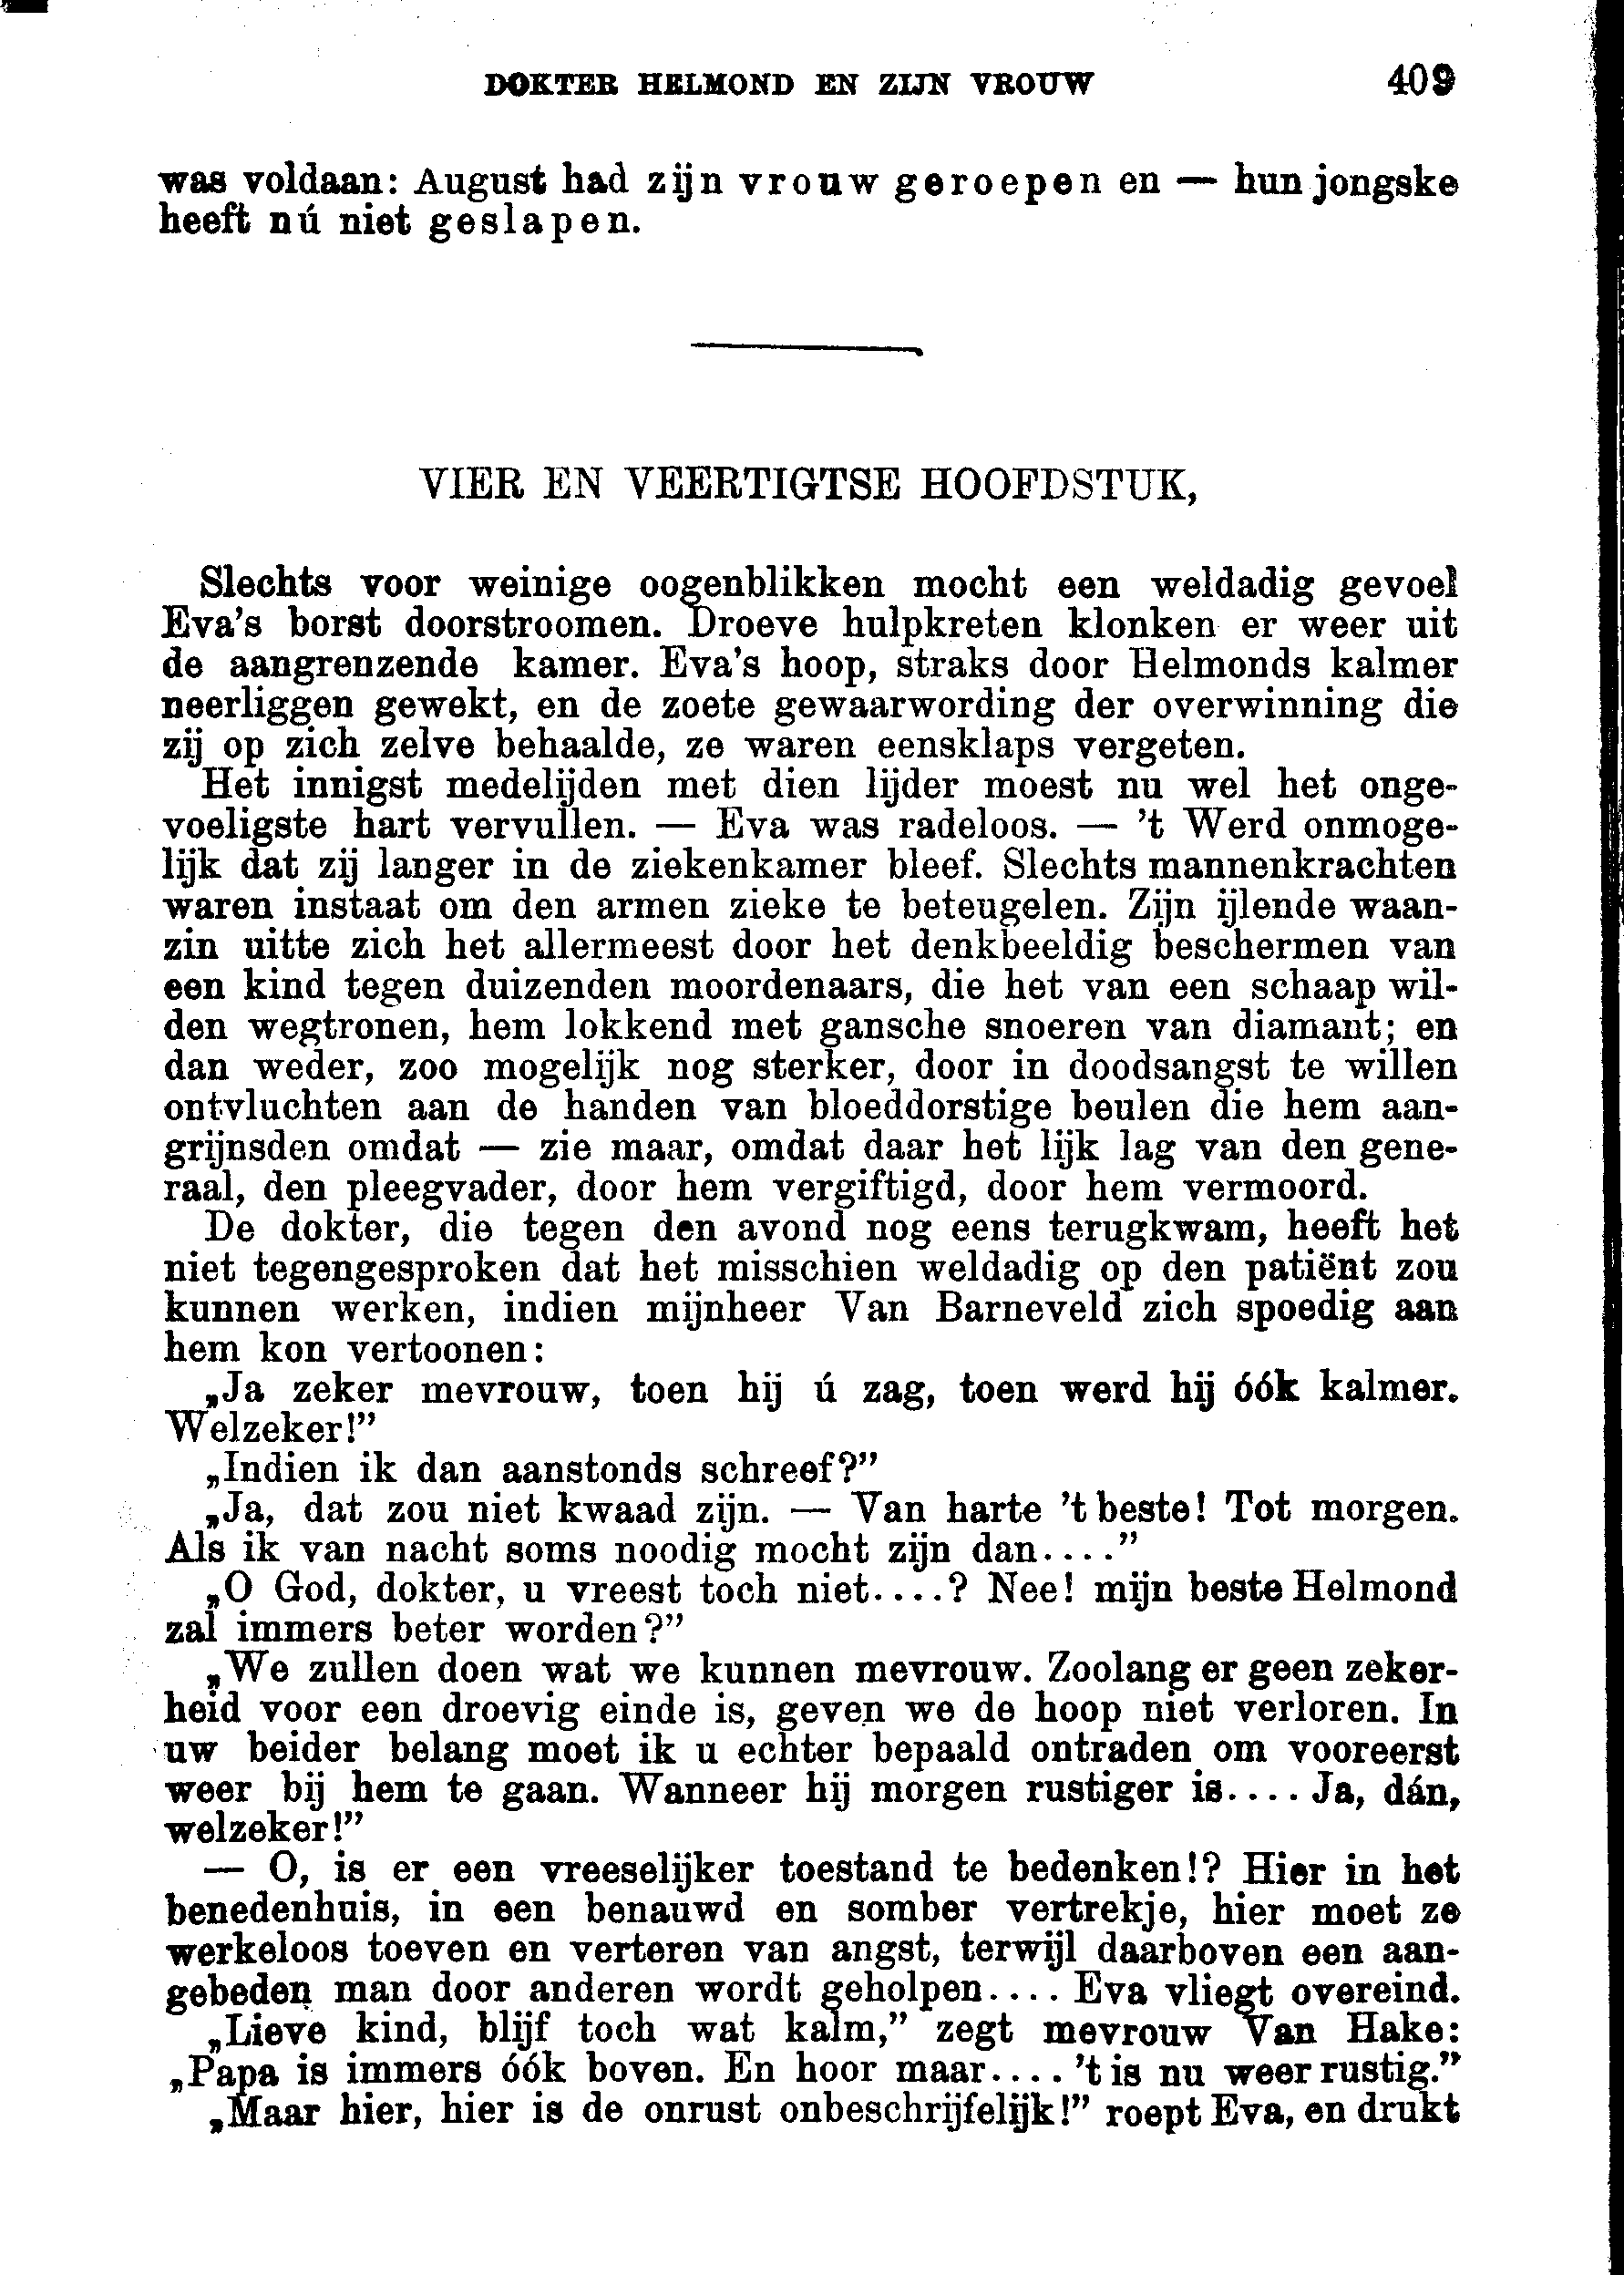 DOKTER HELMOND EN ZIJN VROUW 409
was voldaan: August had zijn vrouw geroepen en — hun jongske
heeft nú niet geslapen.
VIER EN VEERTIGTSE HOOFDSTUK,
Slechts voor weinige oogenblikken mocht een weldadig gevoel
Eva's borst doorstroomen. Droeve hulpkreten klonken er weer uit
de aangrenzende kamer. Eva's hoop, straks door Helmonds kalmer
neerliggen gewekt, en de zoete gewaarwording der overwinning die
zij op zich zelve behaalde, ze waren eensklaps vergeten.
Het innigst medelijden met dien lijder moest nu wel het onge-
voeligste hart vervullen. — Eva was radeloos. — 't Werd onmoge-
lijk dat zij langer in de ziekenkamer bleef. Slechts mannenkrachten
waren instaat om den armen zieke te beteugelen. Zijn ijlende waan-
zin uitte zich het allermeest door het denkbeeldig beschermen van
een kind tegen duizenden moordenaars, die het van een schaap wil-
den wegtronen, hem lokkend met gansche snoeren van diamant; en
dan weder, zoo mogelijk nog sterker, door in doodsangst te willen
ontvluchten aan de handen van bloeddorstige beulen die hem aan-
grijnsden omdat — zie maar, omdat daar het lijk lag van den gene-
raal, den pleegvader, door hem vergiftigd, door hem vermoord.
De dokter, die tegen den avond nog eens terugkwam, heeft het
niet tegengesproken dat het misschien weldadig op den patiënt zou
kunnen werken, indien mijnheer Van Barneveld zich spoedig aan
hem kon vertoonen:
„Ja zeker mevrouw, toen hij ú zag, toen werd hij óók kalmer.
Welzeker!”
„Indien ik dan aanstonds schreef?”
„Ja, dat zou niet kwaad zijn. — Van harte 't beste! Tot morgen.
Als ik van nacht soms noodig mocht zijn dan....”
„O God, dokter, u vreest toch niet....? Nee! mijn beste Helmond
zal immers beter worden?”
„We zullen doen wat we kunnen mevrouw. Zoolang er geen zeker-
heid voor een droevig einde is, geven we de hoop niet verloren. In
uw beider belang moet ik u echter bepaald ontraden om vooreerst
weer bij hem te gaan. Wanneer hij morgen rustiger is.... Ja, dán,
welzeker!”
— O, is er een vreeselijker toestand te bedenken!? Hier in het
benedenhuis, in een benauwd en somber vertrekje, hier moet ze
werkeloos toeven en verteren van angst, terwijl daarboven een aan-
gebeden man door anderen wordt geholpen.... Eva vliegt overeind.
„Lieve kind, blijf toch wat kalm,” zegt mevrouw Van Hake:
„Papa is immers óók boven. En hoor maar.... 't is nu weer rustig.”
„Maar hier, hier is de onrust onbeschrijfelijk!” roept Eva, en drukt